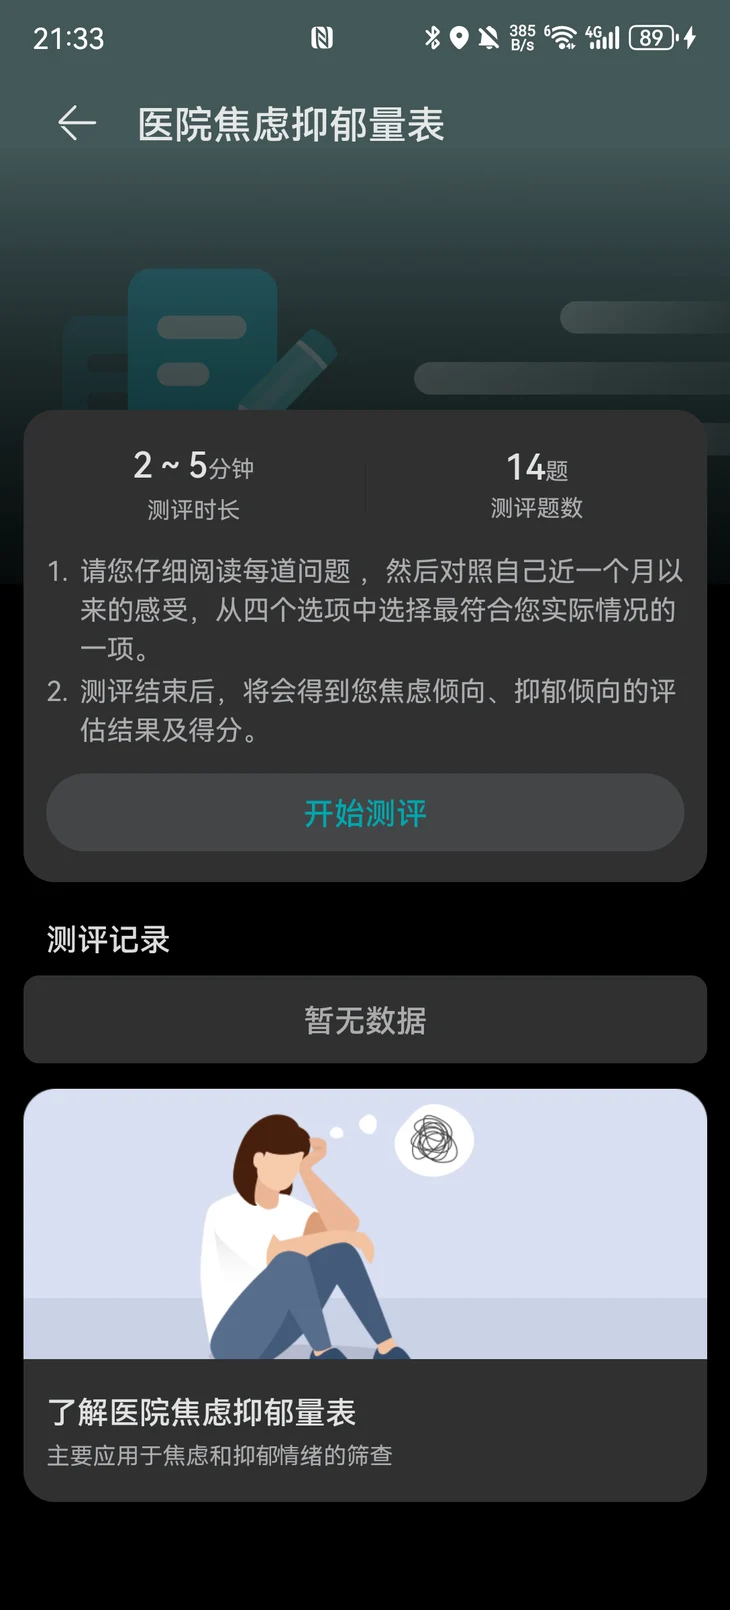 21:33
385 B/s
6
4G
89
医院焦虑抑郁量表
2 ~ 5分钟
测评时长
14题
测评题数
1. 请您仔细阅读每道问题 ，然后对照自己近一个月以
来的感受，从四个选项中选择最符合您实际情况的
一项。
2. 测评结束后，将会得到您焦虑倾向、抑郁倾向的评
估结果及得分。
开始测评
测评记录
暂无数据
了解医院焦虑抑郁量表
主要应用于焦虑和抑郁情绪的筛查